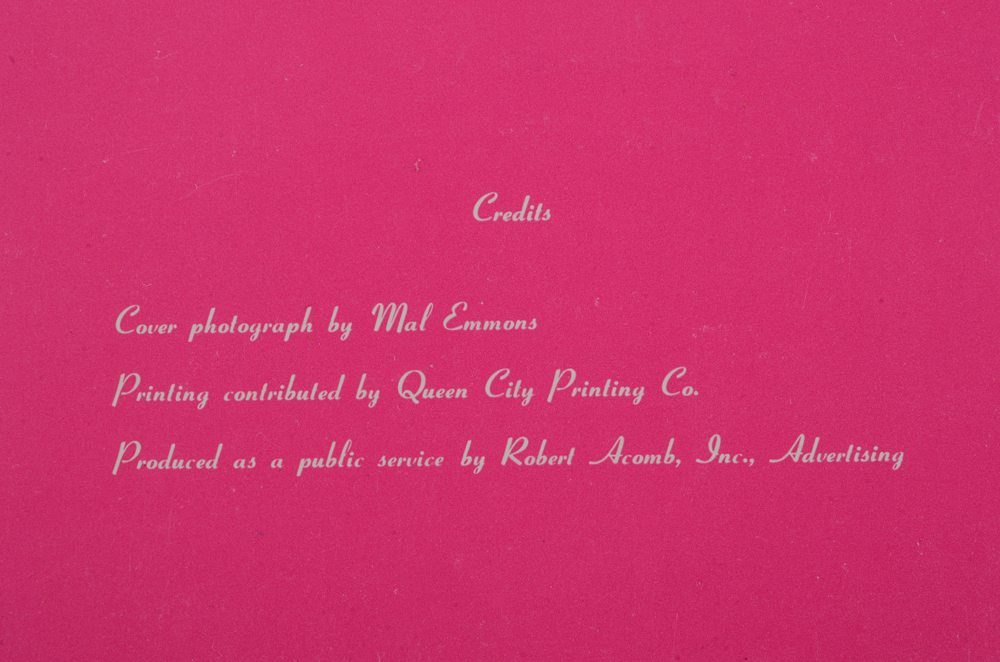 Credits
Cover photograph by Mal Emmons
Printing contributed by Queen City Printing Co.
Produced as a public service by Robert Acomb, Inc., Advertising